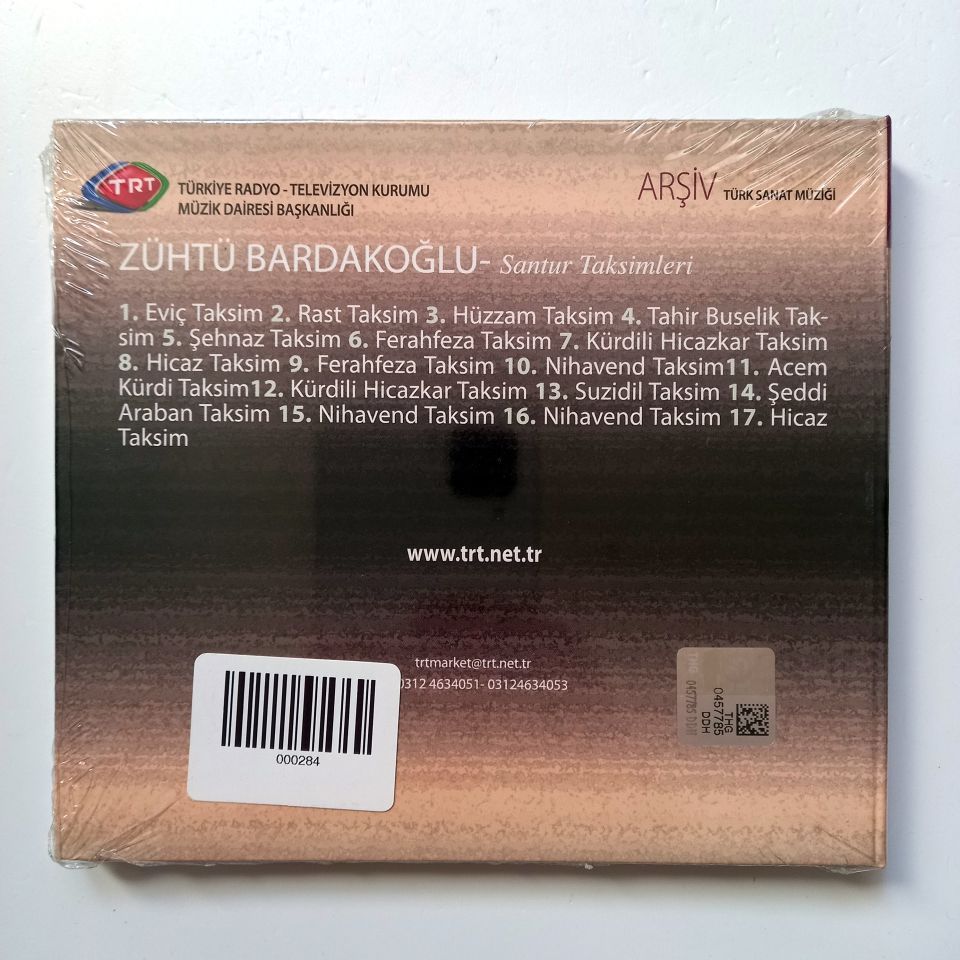 TRT
TÜRKİYE RADYO - TELEVİZYON KURUMU
MÜZİK DAİRESİ BAŞKANLIĞI
ARŞİV TÜRK SANAT MÜZİĞİ
ZÜHTÜ BARDAKOĞLU- Santur Taksimleri
1. Eviç Taksim 2. Rast Taksim 3. Hüzzam Taksim 4. Tahir Buselik Tak-
sim 5. Şehnaz Taksim 6. Ferahfeza Taksim 7. Kürdili Hicazkar Taksim
8. Hicaz Taksim 9. Ferahfeza Taksim 10. Nihavend Taksim11. Acem
Kürdi Taksim12. Kürdili Hicazkar Taksim 13. Suzidil Taksim 14. Şeddi
Araban Taksim 15. Nihavend Taksim 16. Nihavend Taksim 17. Hicaz
Taksim
www.trt.net.tr
trtmarket@trt.net.tr
0312 4634051- 03124634053
000284
THG
0457785
DDH
THG 0457785 DDH